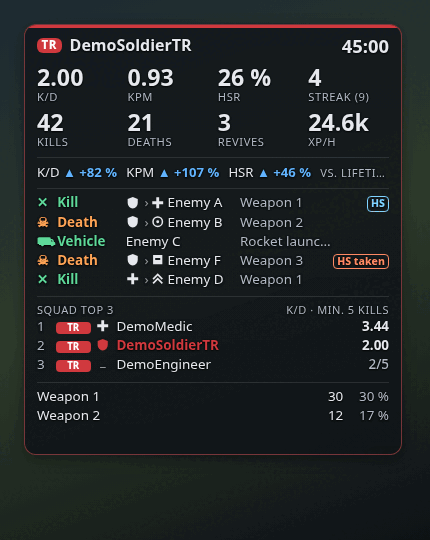 TR DemoSoldierTR 45:00
2.00 0.93 26 % 4
K/D KPM HSR STREAK (9)
42 21 3 24.6k
KILLS DEATHS REVIVES XP/H
K/D ▲ +82 % KPM ▲ +107 % HSR ▲ +46 % VS. LIFETI...
Kill › Enemy A Weapon 1 HS
Death › Enemy B Weapon 2
Vehicle Enemy C Rocket launc...
Death › Enemy F Weapon 3 HS taken
Kill › Enemy D Weapon 1
SQUAD TOP 3 K/D · MIN. 5 KILLS
1 TR DemoMedic 3.44
2 TR DemoSoldierTR 2.00
3 TR – DemoEngineer 2/5
Weapon 1 30 30 %
Weapon 2 12 17 %